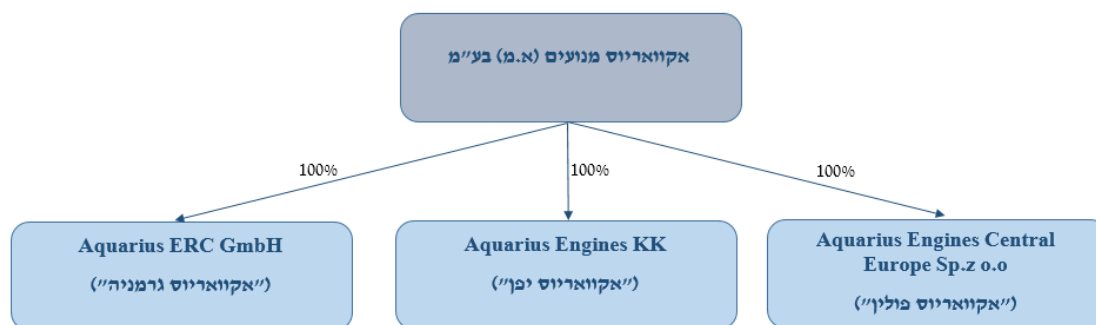 אקוואריוס מנועים (א.מ) בע"מ
100%
100%
100%
Aquarius ERC GmbH
("אקוואריוס גרמניה")
Aquarius Engines KK
("אקוואריוס יפן")
Aquarius Engines Central
Europe Sp.z o.o
("אקוואריוס פולין")